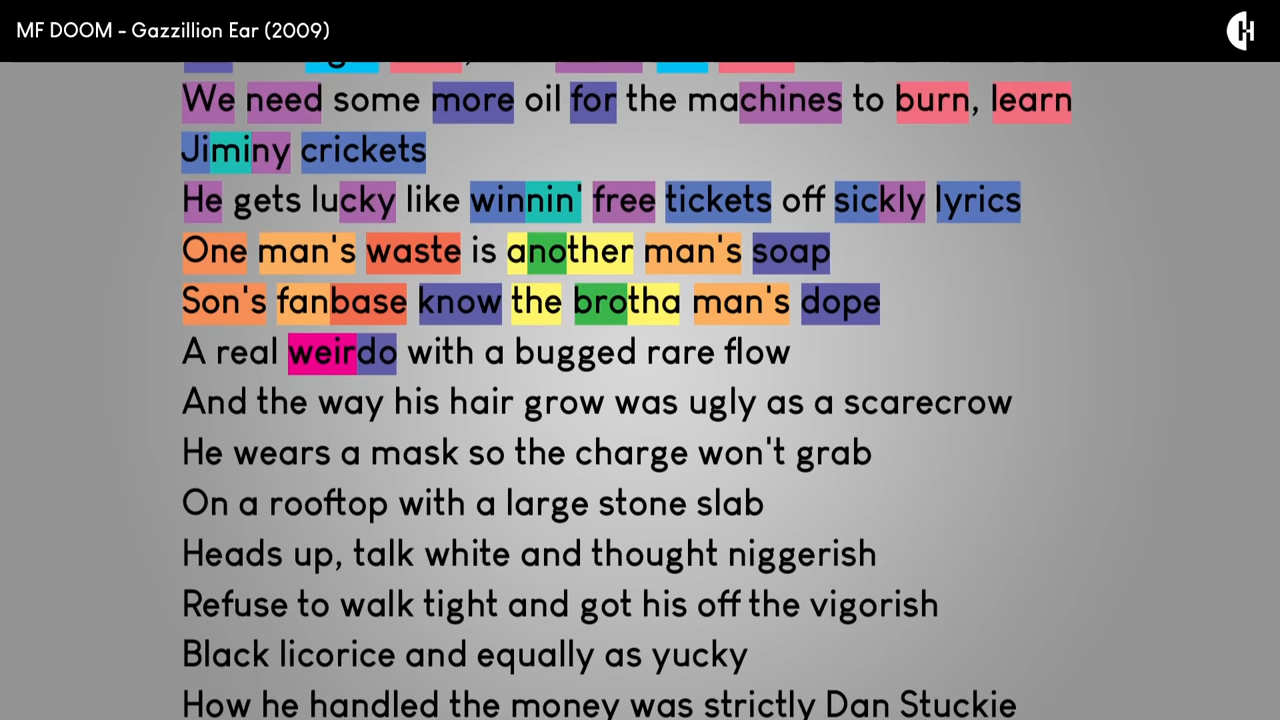 MF DOOM - Gazzillion Ear (2009)
We need some more oil for the machines to burn, learn
Jiminy crickets
He gets lucky like winnin' free tickets off sickly lyrics
One man's waste is another man's soap
Son's fanbase know the brotha man's dope
A real weirdo with a bugged rare flow
And the way his hair grow was ugly as a scarecrow
He wears a mask so the charge won't grab
On a rooftop with a large stone slab
Heads up, talk white and thought niggerish
Refuse to walk tight and got his off the vigorish
Black licorice and equally as yucky
How he handled the money was strictly Dan Stuckie